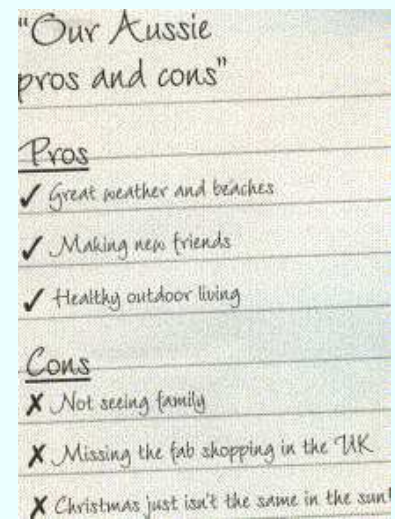 "Our Aussie
pros and cons"
Pros
✓ Great weather and beaches
✓ Making new friends
✓ Healthy outdoor living
Cons
✗ Not seeing family
✗ Missing the fab shopping in the UK
✗ Christmas just isn't the same in the sun!